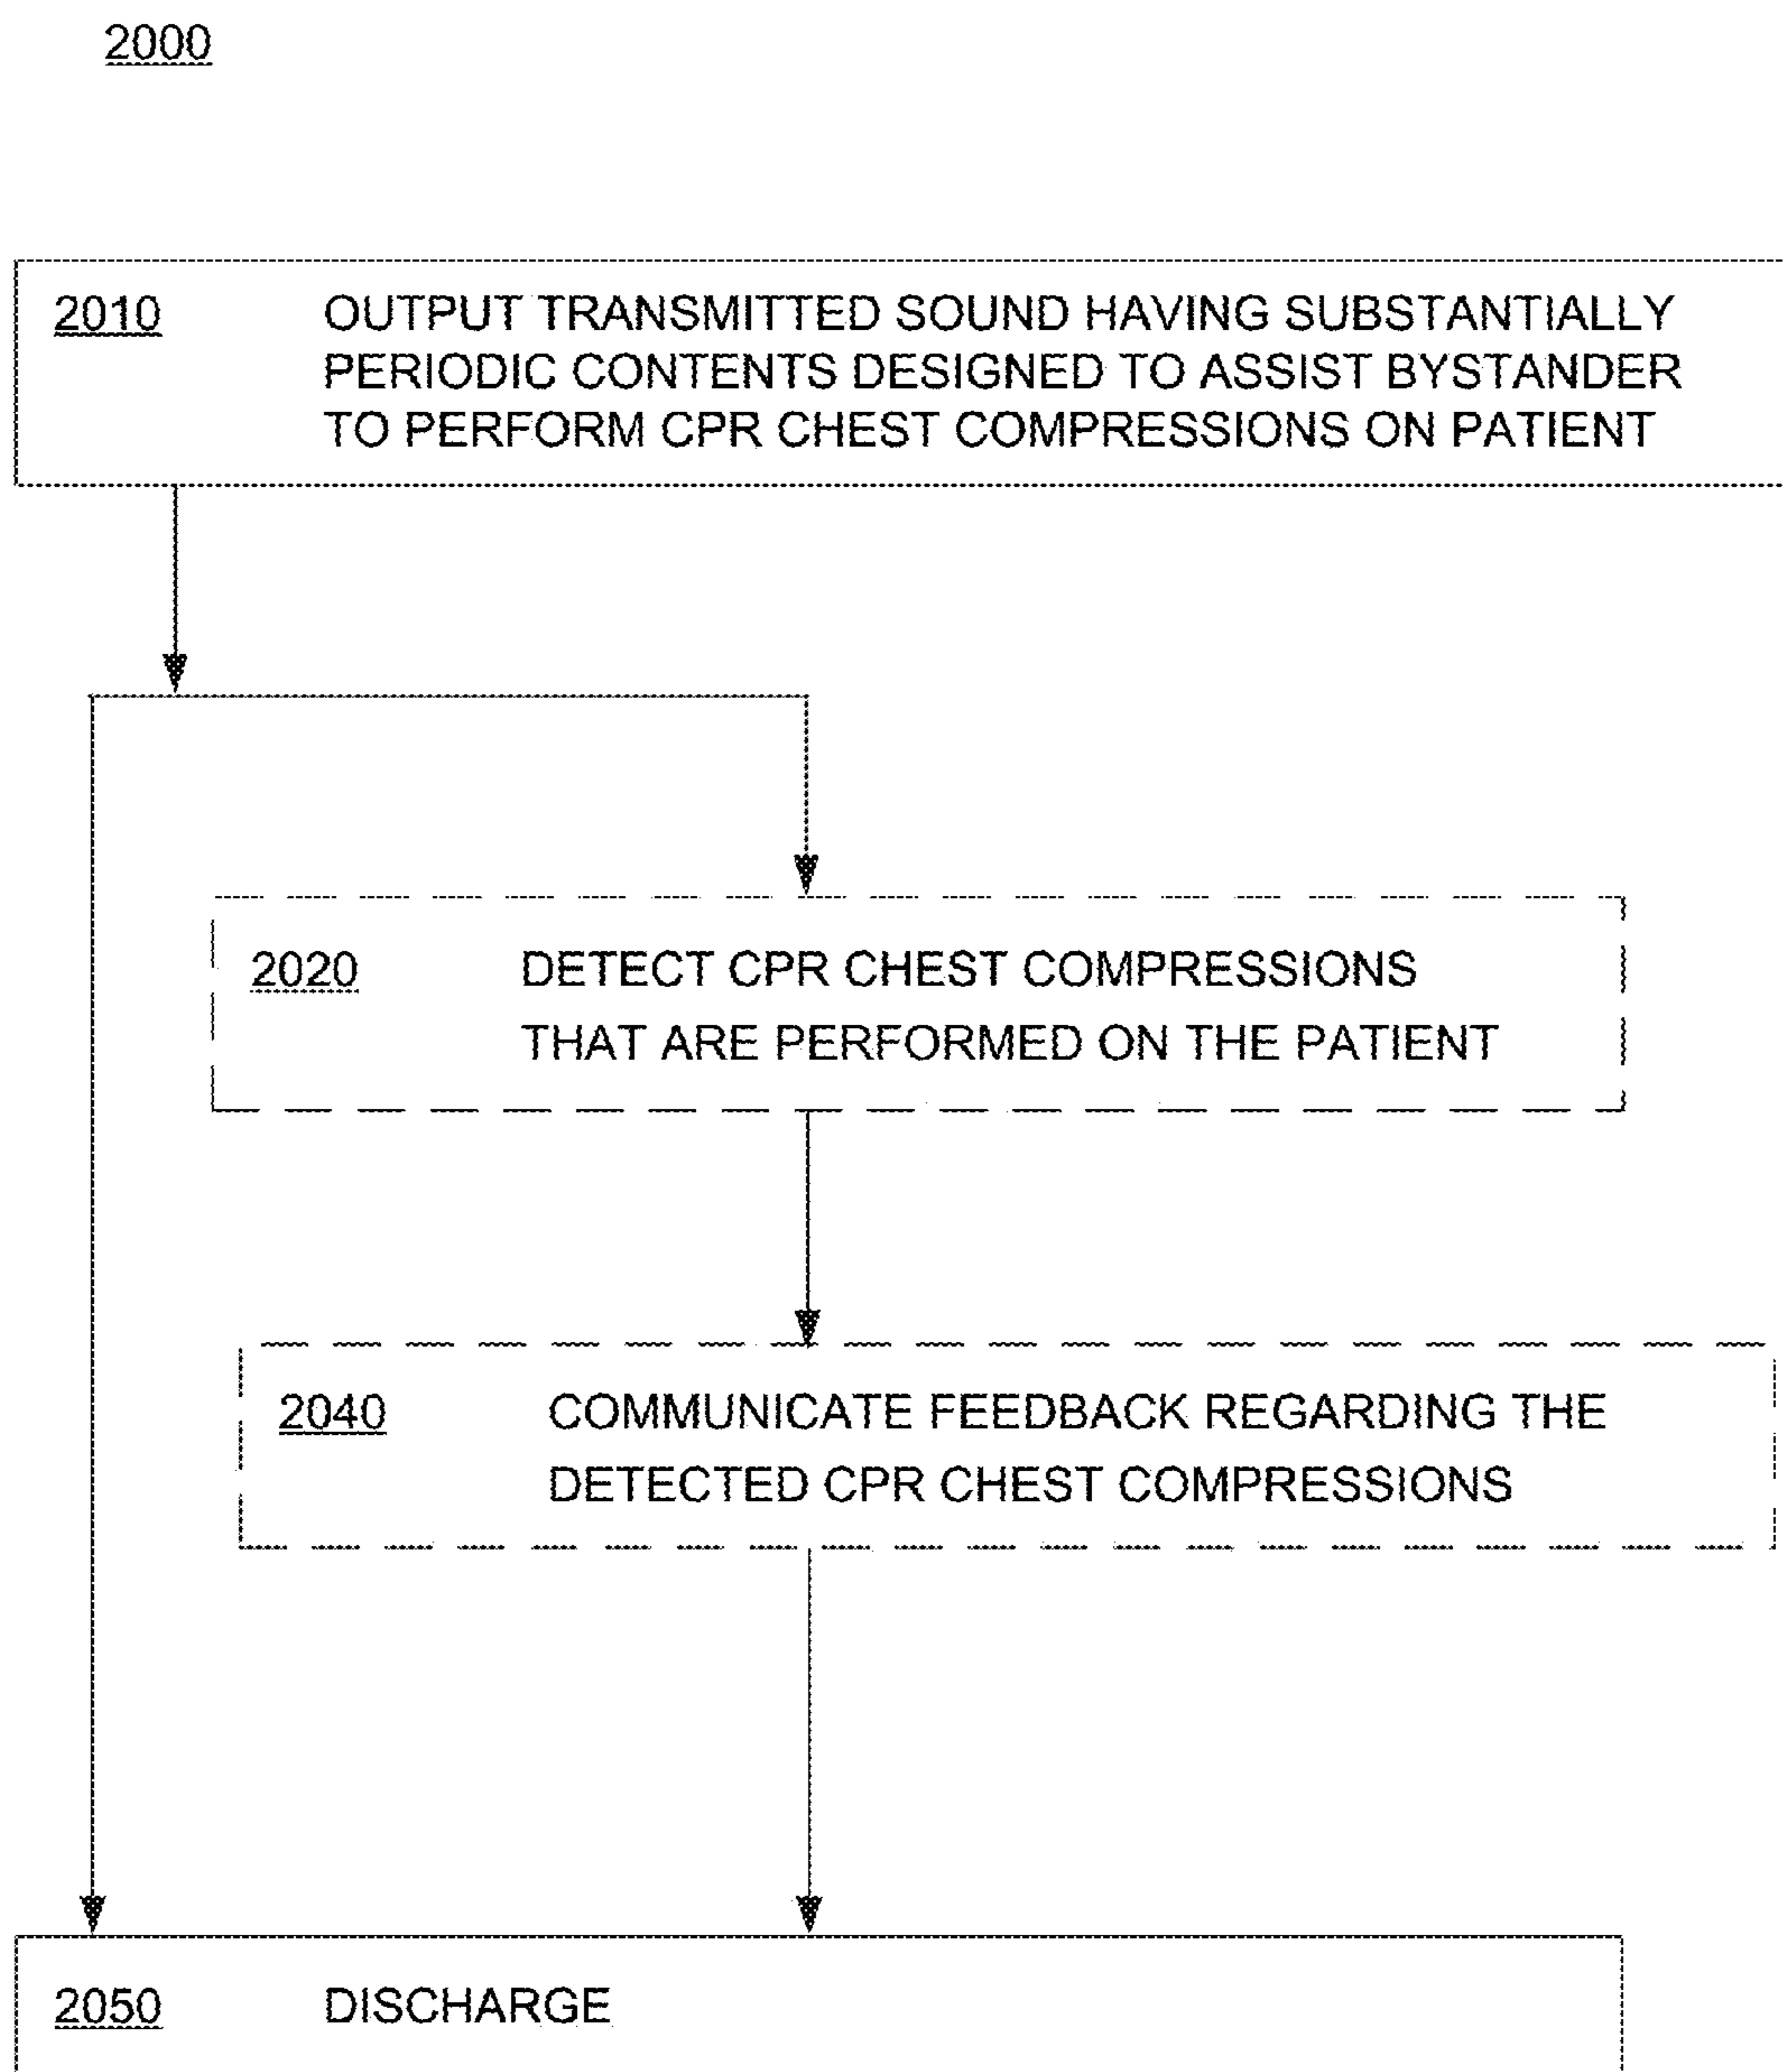 2000
2010 OUTPUT TRANSMITTED SOUND HAVING SUBSTANTIALLY
PERIODIC CONTENTS DESIGNED TO ASSIST BYSTANDER
TO PERFORM CPR CHEST COMPRESSIONS ON PATIENT
2020 DETECT CPR CHEST COMPRESSIONS
THAT ARE PERFORMED ON THE PATIENT
2040 COMMUNICATE FEEDBACK REGARDING THE
DETECTED CPR CHEST COMPRESSIONS
2050 DISCHARGE